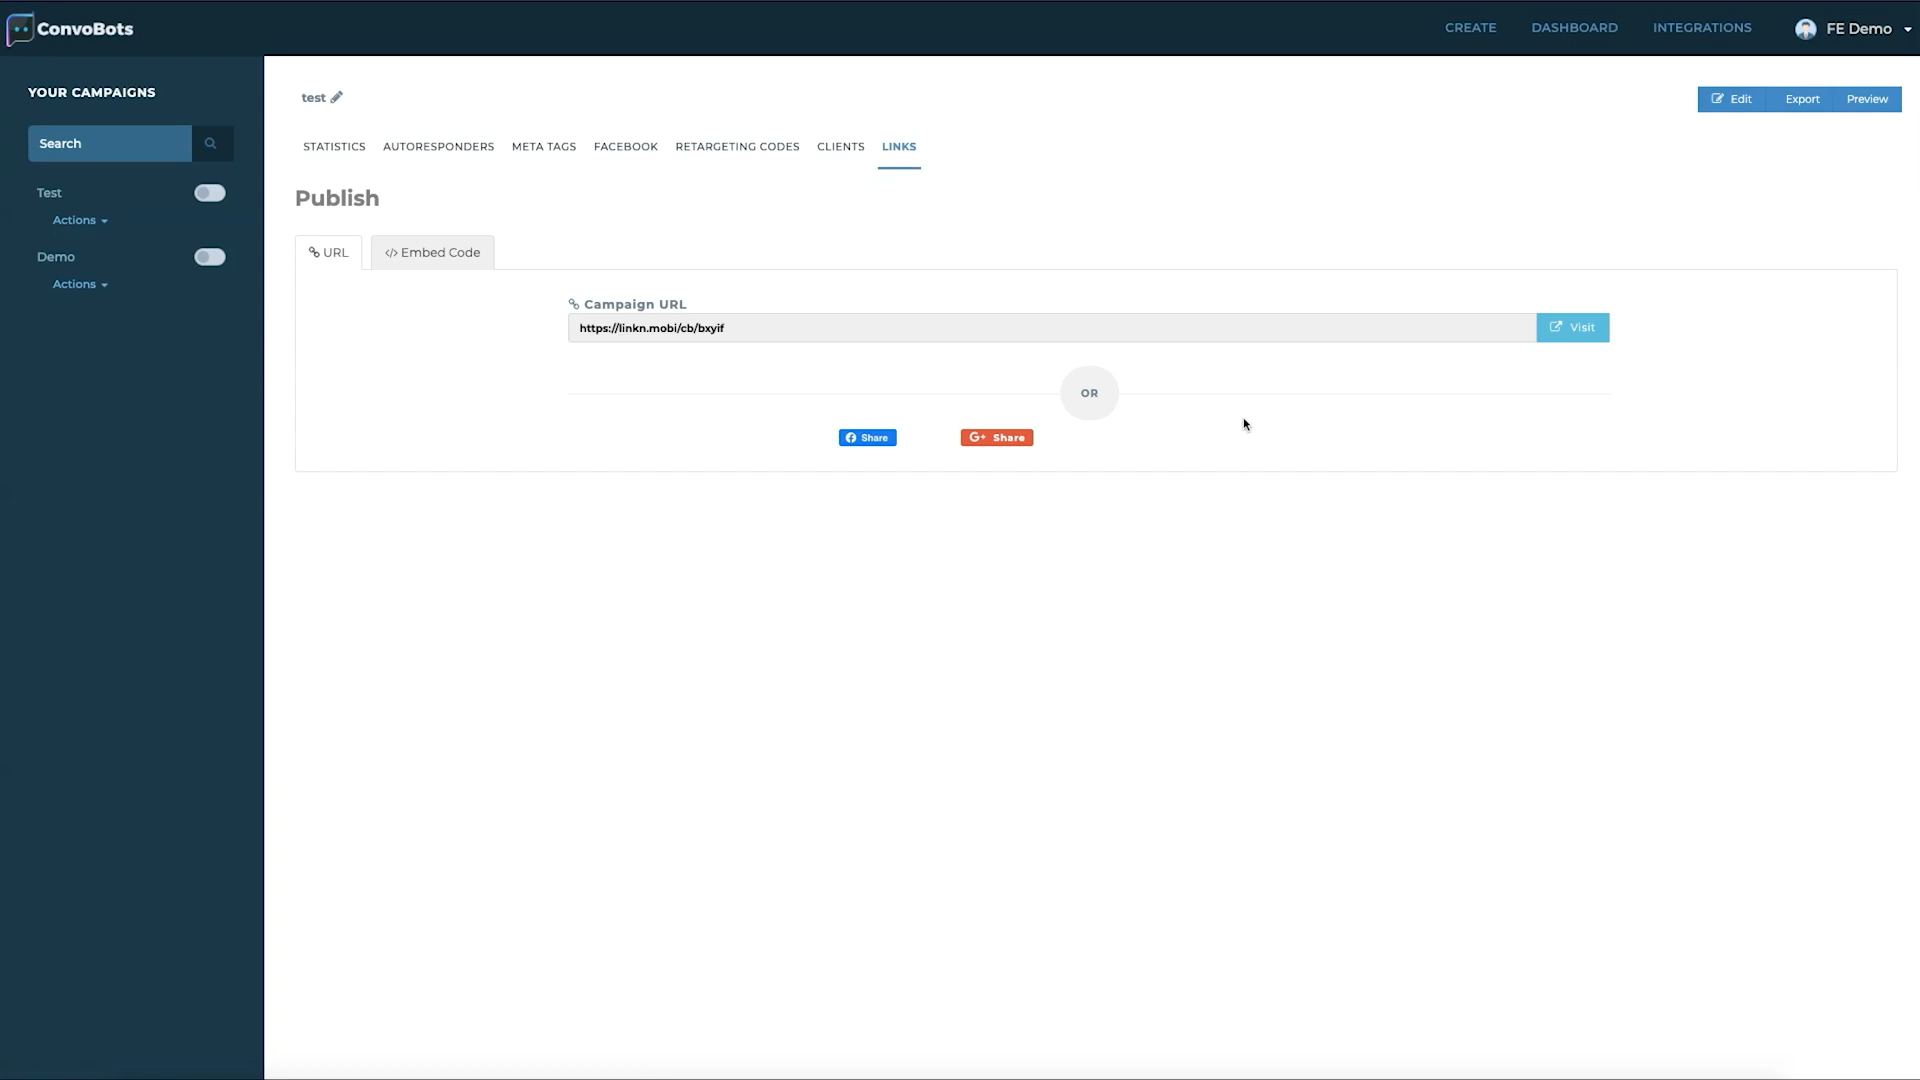 ConvoBots
CREATE DASHBOARD INTEGRATIONS FE Demo
YOUR CAMPAIGNS
Search
Test
Actions
Demo
Actions
test
Edit Export Preview
STATISTICS AUTORESPONDERS META TAGS FACEBOOK RETARGETING CODES CLIENTS LINKS
Publish
URL
</> Embed Code
Campaign URL
https://linkn.mobi/cb/bxyif
Visit
OR
Share
G+ Share